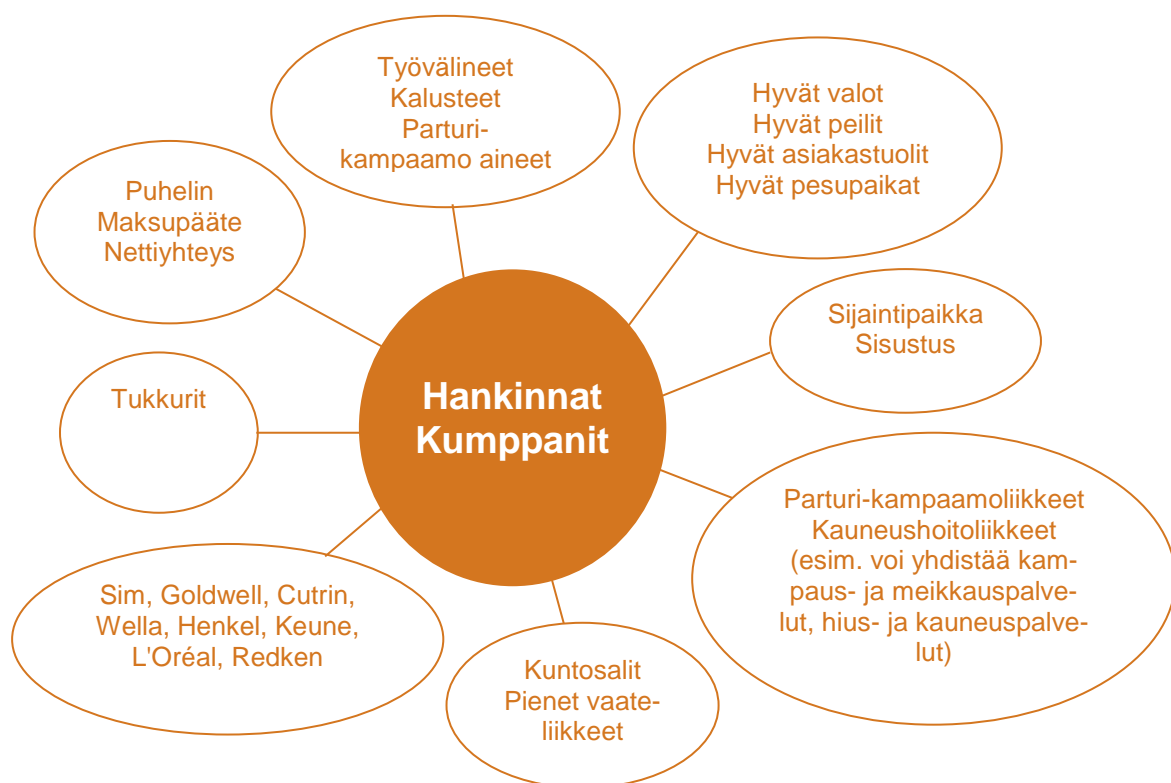 Työvälineet
Kalusteet
Parturi-
kampaamo aineet
Hyvät valot
Hyvät peilit
Hyvät asiakastuolit
Hyvät pesupaikat
Puhelin
Maksupääte
Nettiyhteys
Sijaintipaikka
Sisustus
Hankinnat
Kumppanit
Tukkurit
Parturi-kampaamoliikkeet
Kauneushoitoliikkeet
(esim. voi yhdistää kam-
paus- ja meikkauspalve-
lut, hius- ja kauneuspalve-
lut)
Sim, Goldwell, Cutrin,
Wella, Henkel, Keune,
L'Oréal, Redken
Kuntosalit
Pienet vaate-
liikkeet